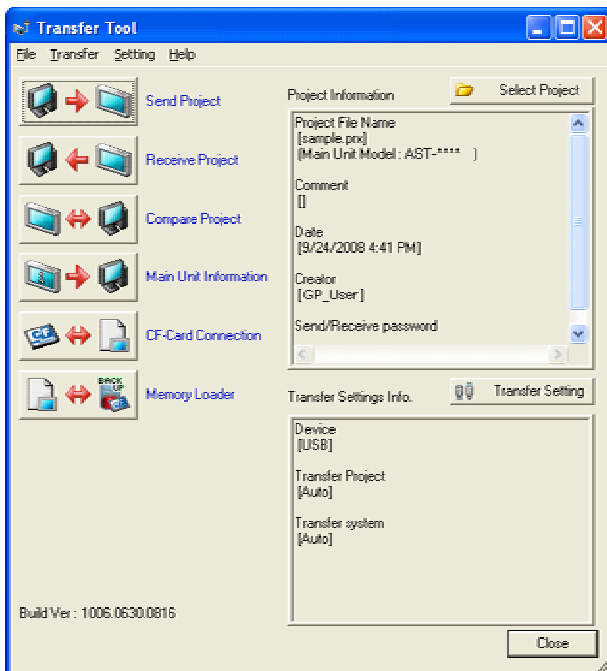 Transfer Tool
File Transfer Setting Help
Send Project
Receive Project
Compare Project
Main Unit Information
CF-Card Connection
CF
Memory Loader
BACK
UP
Project Information
Select Project
Project File Name
[sample.prx]
(Main Unit Model : AST-**** )
Comment
[]
Date
[9/24/2008 4:41 PM]
Creator
[GP_User]
Send/Receive password
Transfer Settings Info.
Transfer Setting
Device
[USB]
Transfer Project
[Auto]
Transfer system
[Auto]
Build Ver : 1006.0630.0816
Close